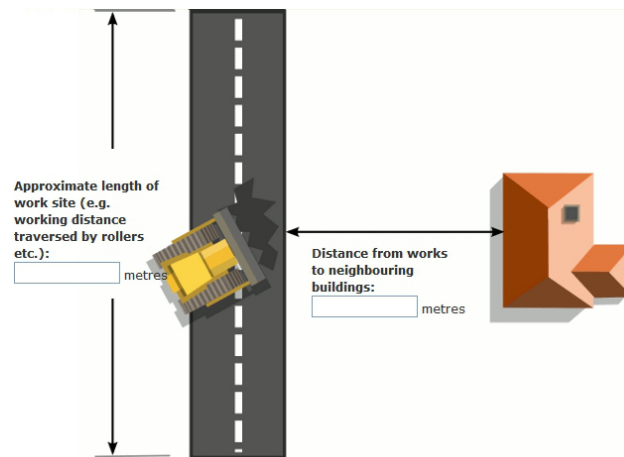 Approximate length of
work site (e.g.
working distance
traversed by rollers
etc.):
metres
Distance from works
to neighbouring
buildings:
metres